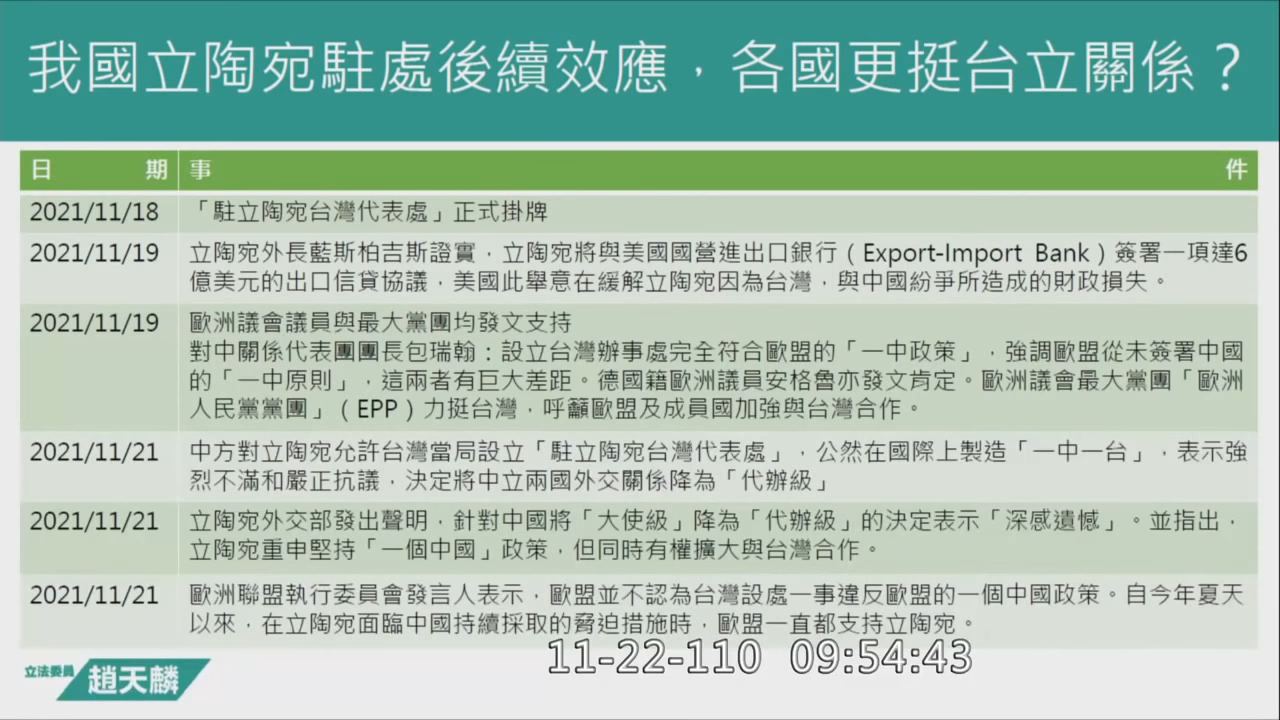 我國立陶宛駐處後續效應，各國更挺台立關係？
日期 事件
2021/11/18 「駐立陶宛台灣代表處」正式掛牌
2021/11/19 立陶宛外長藍斯柏吉斯證實，立陶宛將與美國國營進出口銀行（Export-Import Bank）簽署一項達6
億美元的出口信貸協議，美國此舉意在緩解立陶宛因為台灣，與中國紛爭所造成的財政損失。
2021/11/19 歐洲議會議員與最大黨團均發文支持
對中關係代表團團長包瑞翰：設立台灣辦事處完全符合歐盟的「一中政策」，強調歐盟從未簽署中國
的「一中原則」，這兩者有巨大差距。德國籍歐洲議員安格魯亦發文肯定。歐洲議會最大黨團「歐洲
人民黨黨團」（EPP）力挺台灣，呼籲歐盟及成員國加強與台灣合作。
2021/11/21 中方對立陶宛允許台灣當局設立「駐立陶宛台灣代表處」，公然在國際上製造「一中一台」，表示強
烈不滿和嚴正抗議，決定將中立兩國外交關係降為「代辦級」
2021/11/21 立陶宛外交部發出聲明，針對中國將「大使級」降為「代辦級」的決定表示「深感遺憾」。並指出，
立陶宛重申堅持「一個中國」政策，但同時有權擴大與台灣合作。
2021/11/21 歐洲聯盟執行委員會發言人表示，歐盟並不認為台灣設處一事違反歐盟的一個中國政策。自今年夏天
以來，在立陶宛面臨中國持續採取的脅迫措施時，歐盟一直都支持立陶宛。
11-22-110 09:54:43
立法委員 趙天麟